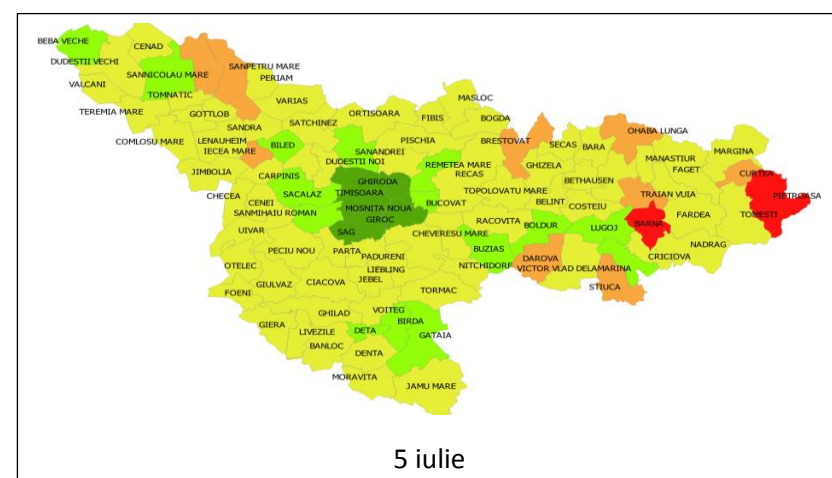 BEBA VECHE
CENAD
DUDESTII VECHI
SANPETRU MARE
SANNICOLAU MARE
PERIAM
VALCANI
TOMNATIC
VARIAS
MASLOC
TEREMIA MARE
GOTTLOB
ORTISOARA
FIBIS
BOGDA
SANDRA
SATCHINEZ
OHABA LUNGA
COMLOSU MARE
LENAUHEIM
BILED
PISCHIA
BRESTOVAT
SECAS
BARA
MARGINA
IECEA MARE
SANANDREI
DUDESTII NOI
GHIZELA
MANASTIUR
JIMBOLIA
REMETEA MARE
FAGET
CARPINIS
RECAS
CURTEA
GHIRODA
BETHAUSEN
CHECEA
SACALAZ
TIMISOARA
TOPOLOVATU MARE
TRAIAN VUIA
PIETROASA
CENEI
BUCOVAT
BELINT
COSTEIU
SANMIHAIU ROMAN
MOSNITA NOUA
GIROC
RACOVITA
FARDEA
TOMESTI
UIVAR
SAG
CHEVERESU MARE
BOLDUR
LUGOJ
BARNA
PECIU NOU
PARTA
BUZIAS
NADRAG
PADURENI
DAROVA
CRICIOVA
OTELEC
LIEBLING
NITCHIDORF
VICTOR VLAD DELAMARINA
FOENI
GIULVAZ
CIACOVA
JEBEL
TORMAC
STIUCA
GHILAD
VOITEG
GIERA
LIVEZILE
DETA
BIRDA
BANLOC
GATAIA
DENTA
MORAVITA
JAMU MARE
5 iulie